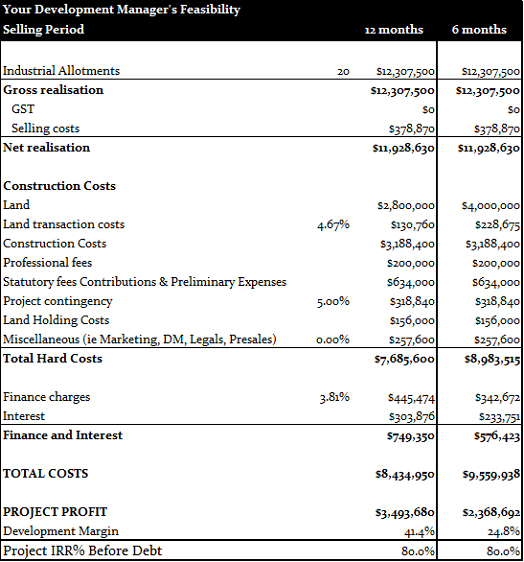 Your Development Manager's Feasibility
Selling Period 12 months 6 months
Industrial Allotments 20 $12,307,500 $12,307,500
Gross realisation $12,307,500 $12,307,500
GST $0 $0
Selling costs $378,870 $378,870
Net realisation $11,928,630 $11,928,630
Construction Costs
Land $2,800,000 $4,000,000
Land transaction costs 4.67% $130,760 $228,675
Construction Costs $3,188,400 $3,188,400
Professional fees $200,000 $200,000
Statutory fees Contributions & Preliminary Expenses $634,000 $634,000
Project contingency 5.00% $318,840 $318,840
Land Holding Costs $156,000 $156,000
Miscellaneous (ie Marketing, DM, Legals, Presales) 0.00% $257,600 $257,600
Total Hard Costs $7,685,600 $8,983,515
Finance charges 3.81% $445,474 $342,672
Interest $303,876 $233,751
Finance and Interest $749,350 $576,423
TOTAL COSTS $8,434,950 $9,559,938
PROJECT PROFIT $3,493,680 $2,368,692
Development Margin 41.4% 24.8%
Project IRR% Before Debt 80.0% 80.0%